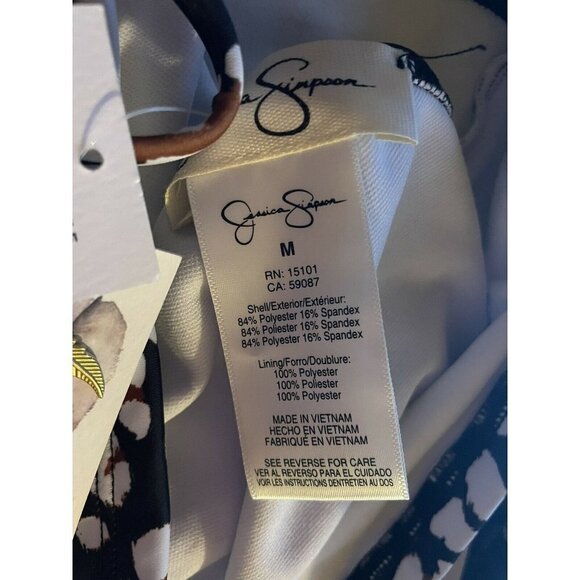 a Simpson
Jessica Simpson
M
RN: 15101
CA: 59087
Shell/Exterior/Extérieur:
84% Polyester 16% Spandex
84% Poliester 16% Spandex
84% Polyester 16% Spandex
Lining/Forro/Doublure:
100% Polyester
100% Poliester
100% Polyester
MADE IN VIETNAM
HECHO EN VIETNAM
FABRIQUÉ EN VIETNAM
SEE REVERSE FOR CARE
VER AL REVERSO PARA EL CUIDADO
VOIR LES INSTRUCTIONS DENTRETIEN AU DOS